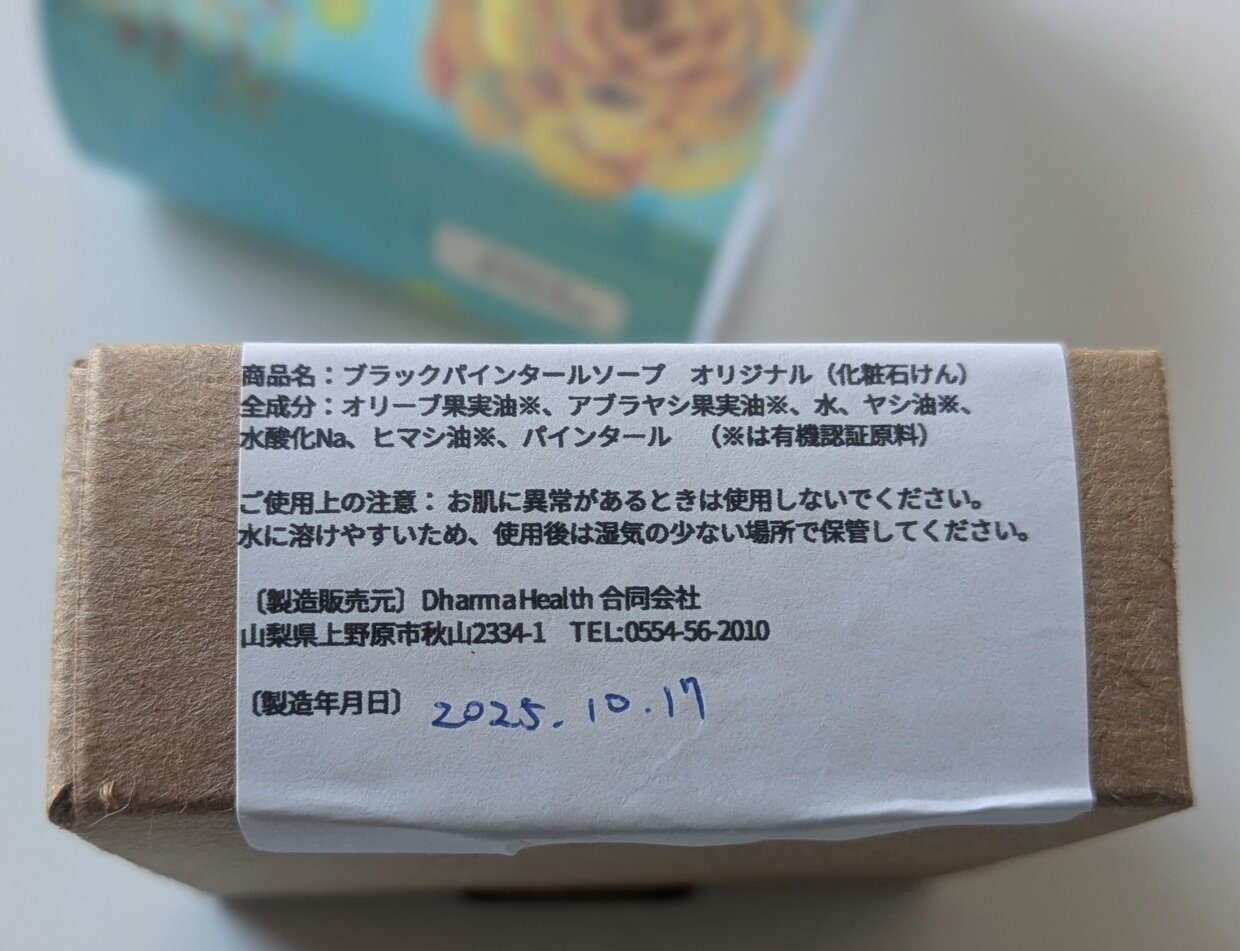 商品名：ブラックパインタールソープ　オリジナル（化粧石けん）
全成分：オリーブ果実油※、アブラヤシ果実油※、水、ヤシ油※、
水酸化Na、ヒマシ油※、パインタール　（※は有機認証原料）
ご使用上の注意： お肌に異常があるときは使用しないでください。
水に溶けやすいため、使用後は湿気の少ない場所で保管してください。
〔製造販売元〕DharmaHealth 合同会社
山梨県上野原市秋山2334-1　TEL:0554-56-2010
〔製造年月日〕 2025.10.17